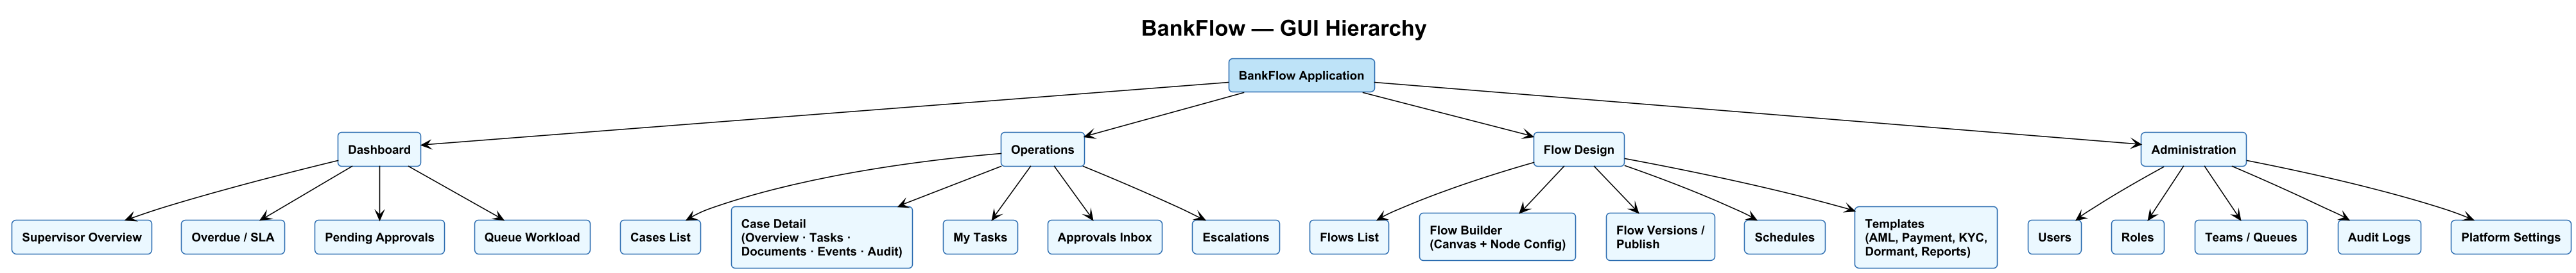 BankFlow — GUI Hierarchy
BankFlow Application
Dashboard
Operations
Flow Design
Administration
Supervisor Overview
Overdue / SLA
Pending Approvals
Queue Workload
Cases List
Case Detail
(Overview · Tasks ·
Documents · Events · Audit)
My Tasks
Approvals Inbox
Escalations
Flows List
Flow Builder
(Canvas + Node Config)
Flow Versions /
Publish
Schedules
Templates
(AML, Payment, KYC,
Dormant, Reports)
Users
Roles
Teams / Queues
Audit Logs
Platform Settings